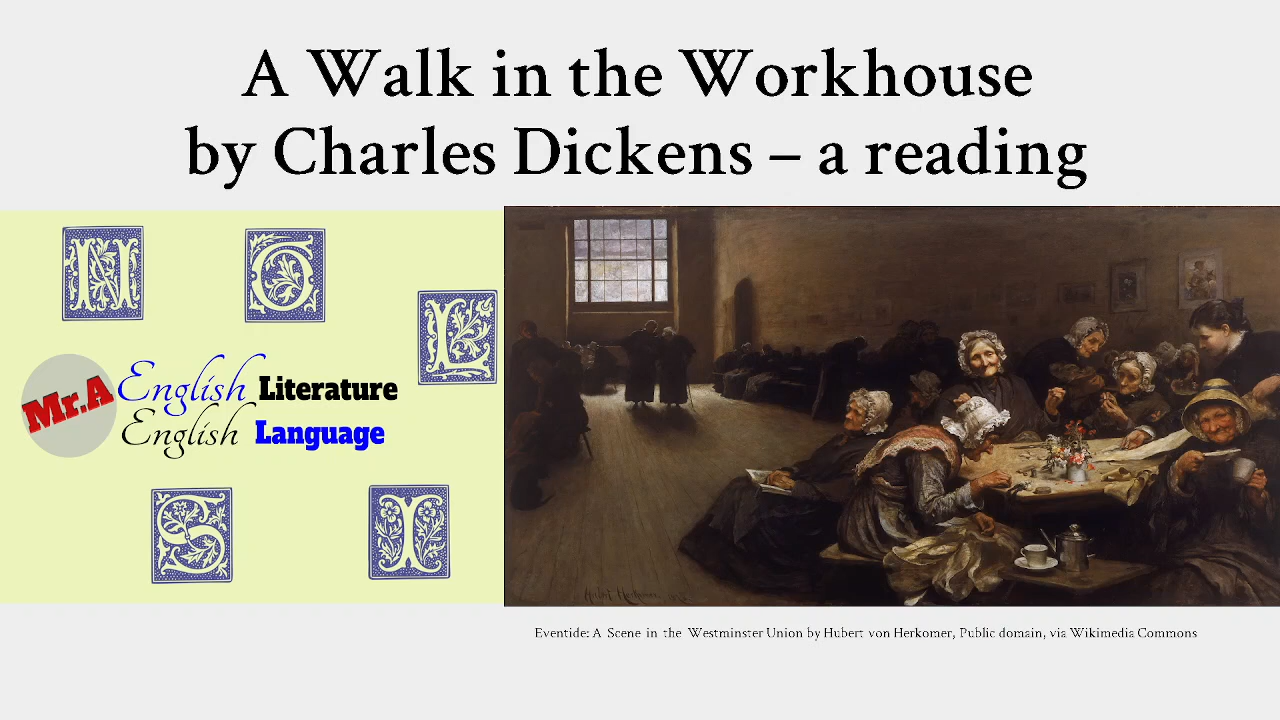 A Walk in the Workhouse
by Charles Dickens – a reading
N
O
L
Mr.A
English Literature
English Language
S
I
Eventide: A Scene in the Westminster Union by Hubert von Herkomer, Public domain, via Wikimedia Commons